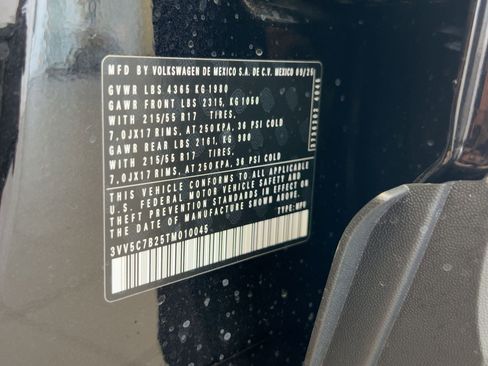 MFD BY VOLKSWAGEN DE MEXICO S.A. DE C.V. MEXICO 09/25
GVWR LBS 4365 KG 1980
GAWR FRONT LBS 2315, KG 1050
WITH 215/55 R17 TIRES,
7,0JX17 RIMS, AT 250 KPA, 36 PSI COLD
GAWR REAR LBS 2161, KG 980
WITH 215/55 R17 TIRES,
7,0JX17 RIMS, AT 250 KPA, 36 PSI COLD
THIS VEHICLE CONFORMS TO ALL APPLICABLE
U.S. FEDERAL MOTOR VEHICLE SAFETY AND
THEFT PREVENTION STANDARDS IN EFFECT ON
THE DATE OF MANUFACTURE SHOWN ABOVE.
TYPE: MPV
3VV5C7B25TM010045